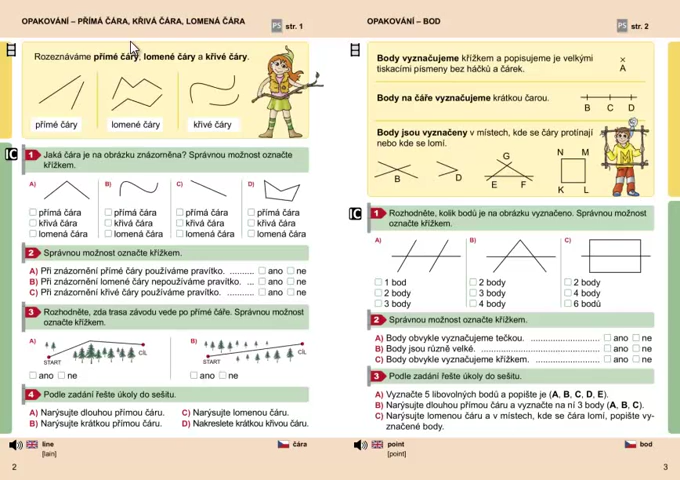 OPAKOVÁNÍ – PŘÍMÁ ČÁRA, KŘIVÁ ČÁRA, LOMENÁ ČÁRA
PS str. 1
Rozeznáváme přímé čáry, lomené čáry a křivé čáry.
přímé čáry
lomené čáry
křivé čáry
1 Jaká čára je na obrázku znázorněna? Správnou možnost označte
křížkem.
A) B) C) D)
přímá čára přímá čára přímá čára přímá čára
křivá čára křivá čára křivá čára křivá čára
lomená čára lomená čára lomená čára lomená čára
2 Správnou možnost označte křížkem.
A) Při znázornění přímé čáry používáme pravítko. .......... ano ne
B) Při znázornění lomené čáry nepoužíváme pravítko. ... ano ne
C) Při znázornění křivé čáry používáme pravítko. .......... ano ne
3 Rozhodněte, zda trasa závodu vede po přímé čáře. Správnou možnost
označte křížkem.
A) START CÍL
B) START CÍL
ano ne ano ne
4 Podle zadání řešte úkoly do sešitu.
A) Narýsujte dlouhou přímou čáru. C) Narýsujte lomenou čáru.
B) Narýsujte krátkou přímou čáru. D) Nakreslete krátkou křivou čáru.
line
[lain]
čára
2
OPAKOVÁNÍ – BOD
PS str. 2
Body vyznačujeme křížkem a popisujeme je velkými
tiskacími písmeny bez háčků a čárek.
×
A
Body na čáře vyznačujeme krátkou čarou.
B C D
Body jsou vyznačeny v místech, kde se čáry protínají
nebo kde se lomí.
B
D
G
E F
N M
K L
1 Rozhodněte, kolik bodů je na obrázku vyznačeno. Správnou možnost
označte křížkem.
A) B) C)
1 bod 2 body 2 body
2 body 3 body 4 body
3 body 4 body 6 bodů
2 Správnou možnost označte křížkem.
A) Body obvykle vyznačujeme tečkou. .......................... ano ne
B) Body jsou různě velké. .......................... ano ne
C) Body obvykle vyznačujeme křížkem. .......................... ano ne
3 Podle zadání řešte úkoly do sešitu.
A) Vyznačte 5 libovolných bodů a popište je (A, B, C, D, E).
B) Narýsujte dlouhou přímou čáru a vyznačte na ní 3 body (A, B, C).
C) Narýsujte lomenou čáru a v místech, kde se čára lomí, popište vy-
značené body.
point
[point]
bod
3